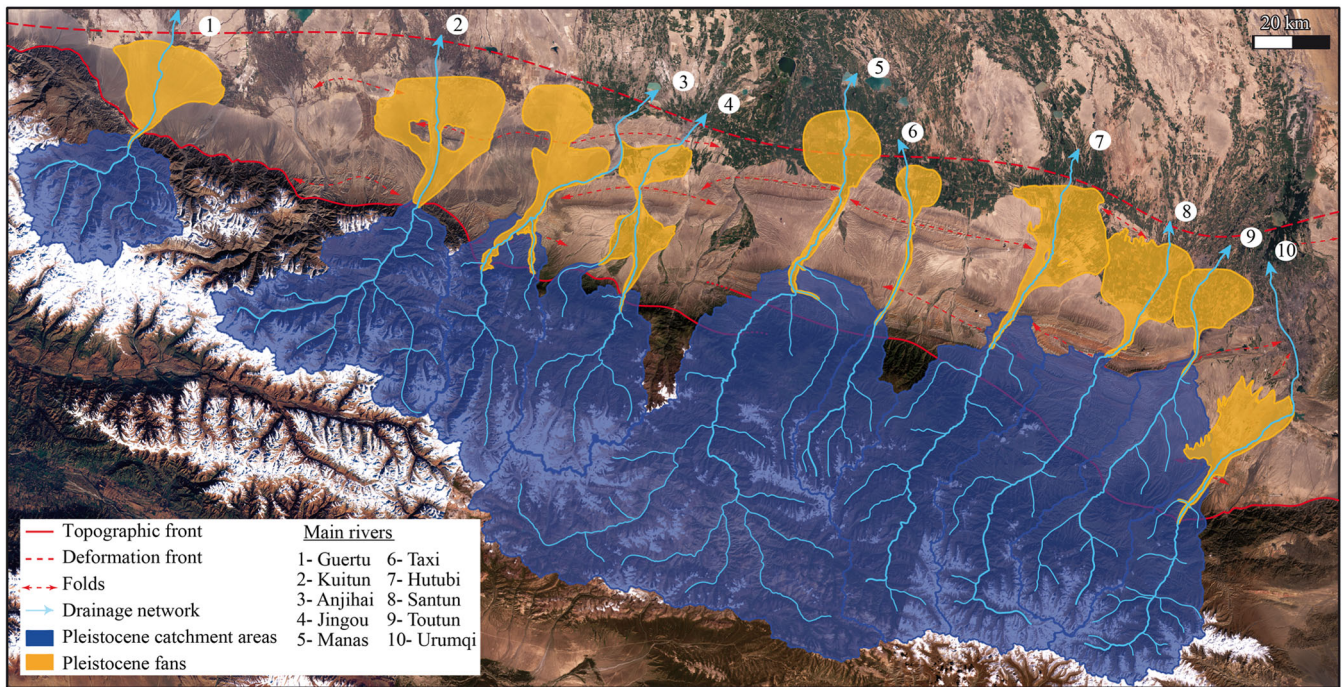 1
2
3
4
5
6
7
8
9
10
20 km
Topographic front
Deformation front
Folds
Drainage network
Pleistocene catchment areas
Pleistocene fans
Main rivers
1- Guertu 6- Taxi
2- Kuitun 7- Hutubi
3- Anjihai 8- Santun
4- Jingou 9- Toutun
5- Manas 10- Urumqi